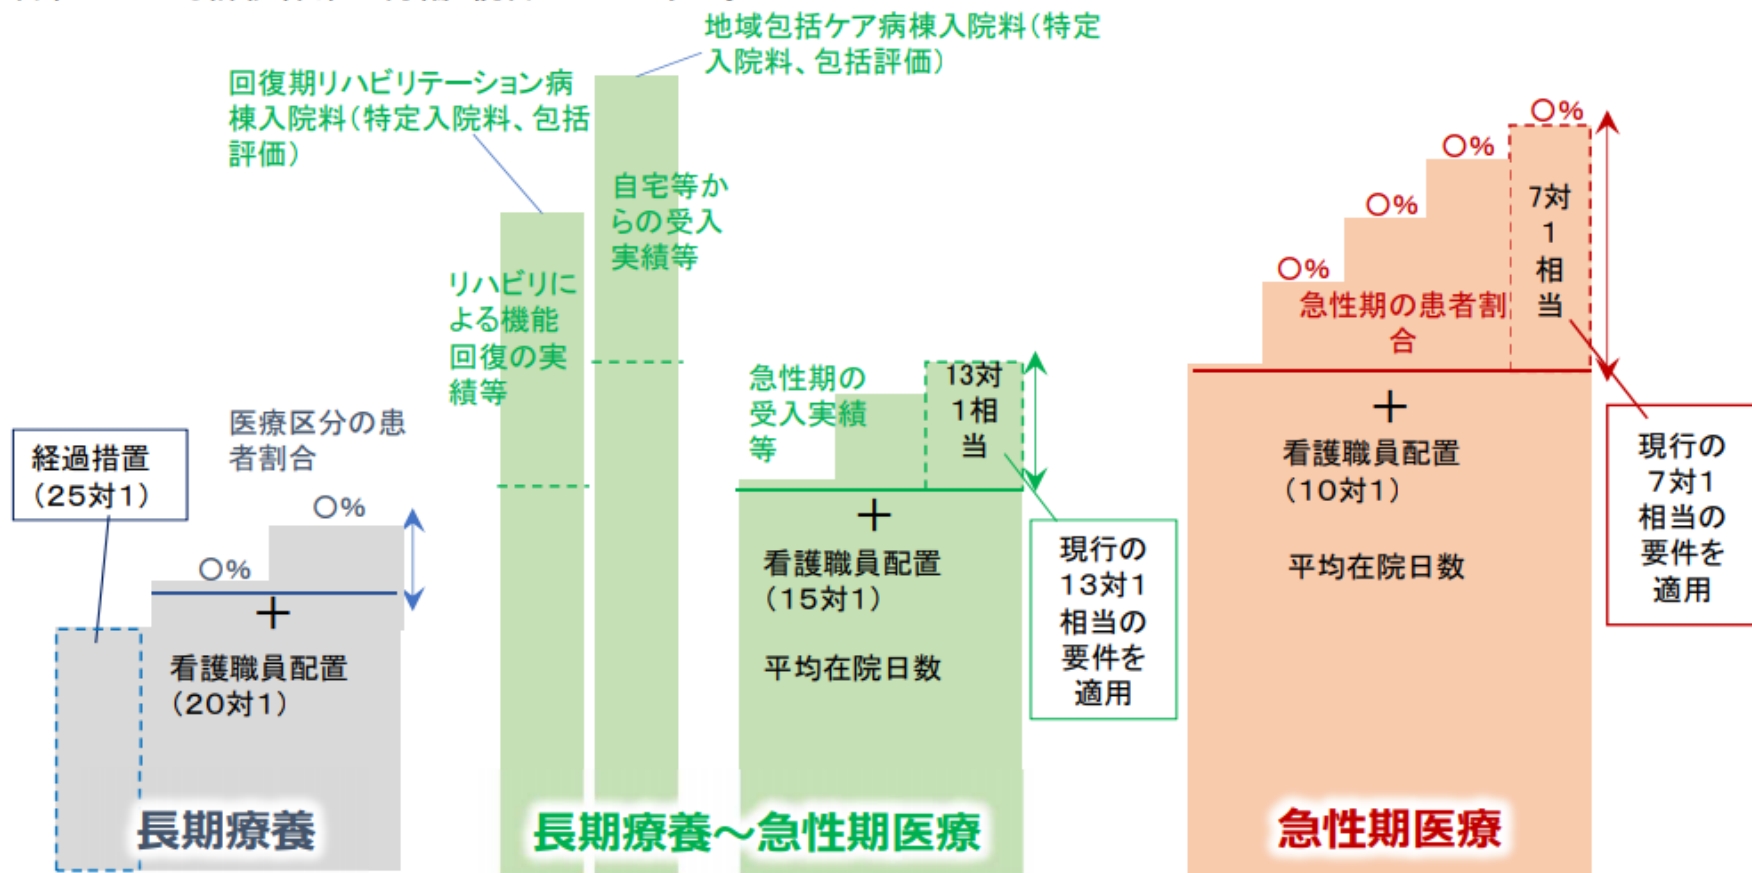 地域包括ケア病棟入院料(特定
入院料、包括評価)
回復期リハビリテーション病
棟入院料(特定入院料、包括
評価)
自宅等か
らの受入
実績等
リハビリに
よる機能
回復の実
績等
医療区分の患
者割合
経過措置
(25対1)
〇%
〇%
+
看護職員配置
(20対1)
長期療養
急性期の
受入実績
等
13対
1相
当
+
看護職員配置
(15対1)
平均在院日数
現行の
13対1
相当の
要件を
適用
長期療養～急性期医療
〇%
〇%
〇%
〇%
7対
1
相
当
急性期の患者割
合
+
看護職員配置
(10対1)
平均在院日数
現行の
7対1
相当の
要件を
適用
急性期医療